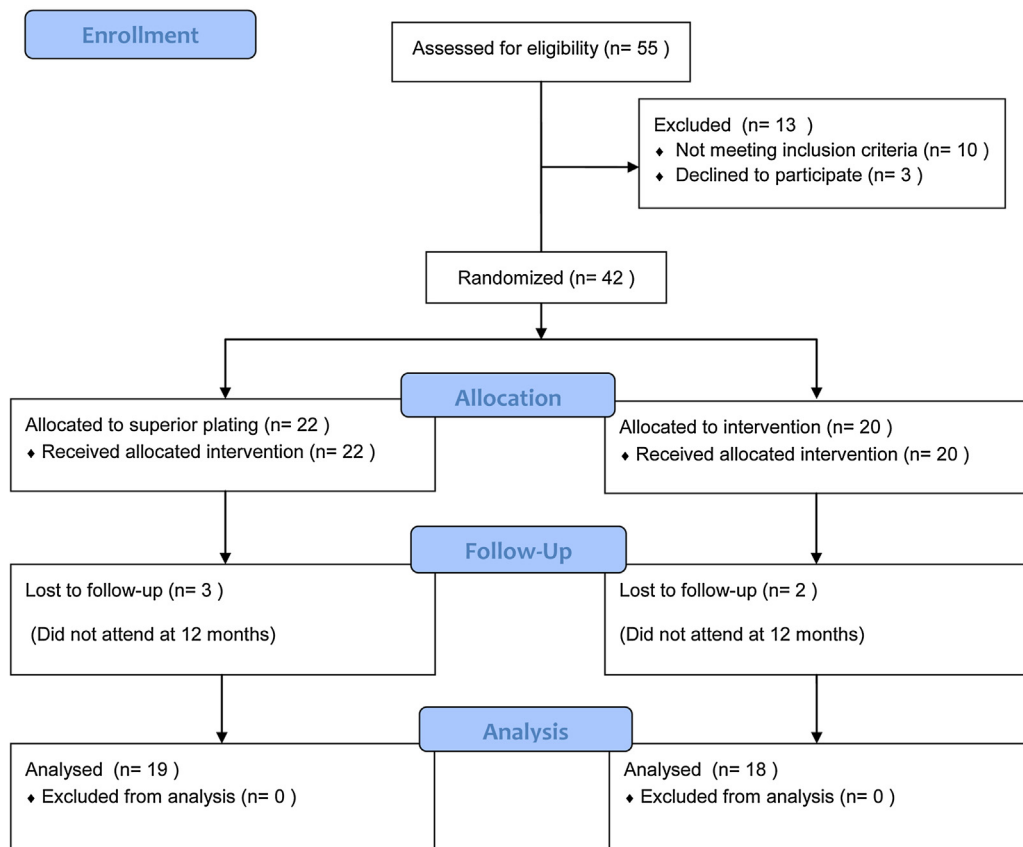 Enrollment
Assessed for eligibility (n= 55 )
Excluded (n= 13 )
♦ Not meeting inclusion criteria (n= 10 )
♦ Declined to participate (n= 3 )
Randomized (n= 42 )
Allocation
Allocated to superior plating (n= 22 )
♦ Received allocated intervention (n= 22 )
Allocated to intervention (n= 20 )
♦ Received allocated intervention (n= 20 )
Follow-Up
Lost to follow-up (n= 3 )
(Did not attend at 12 months)
Lost to follow-up (n= 2 )
(Did not attend at 12 months)
Analysis
Analysed (n= 19 )
♦ Excluded from analysis (n= 0 )
Analysed (n= 18 )
♦ Excluded from analysis (n= 0 )